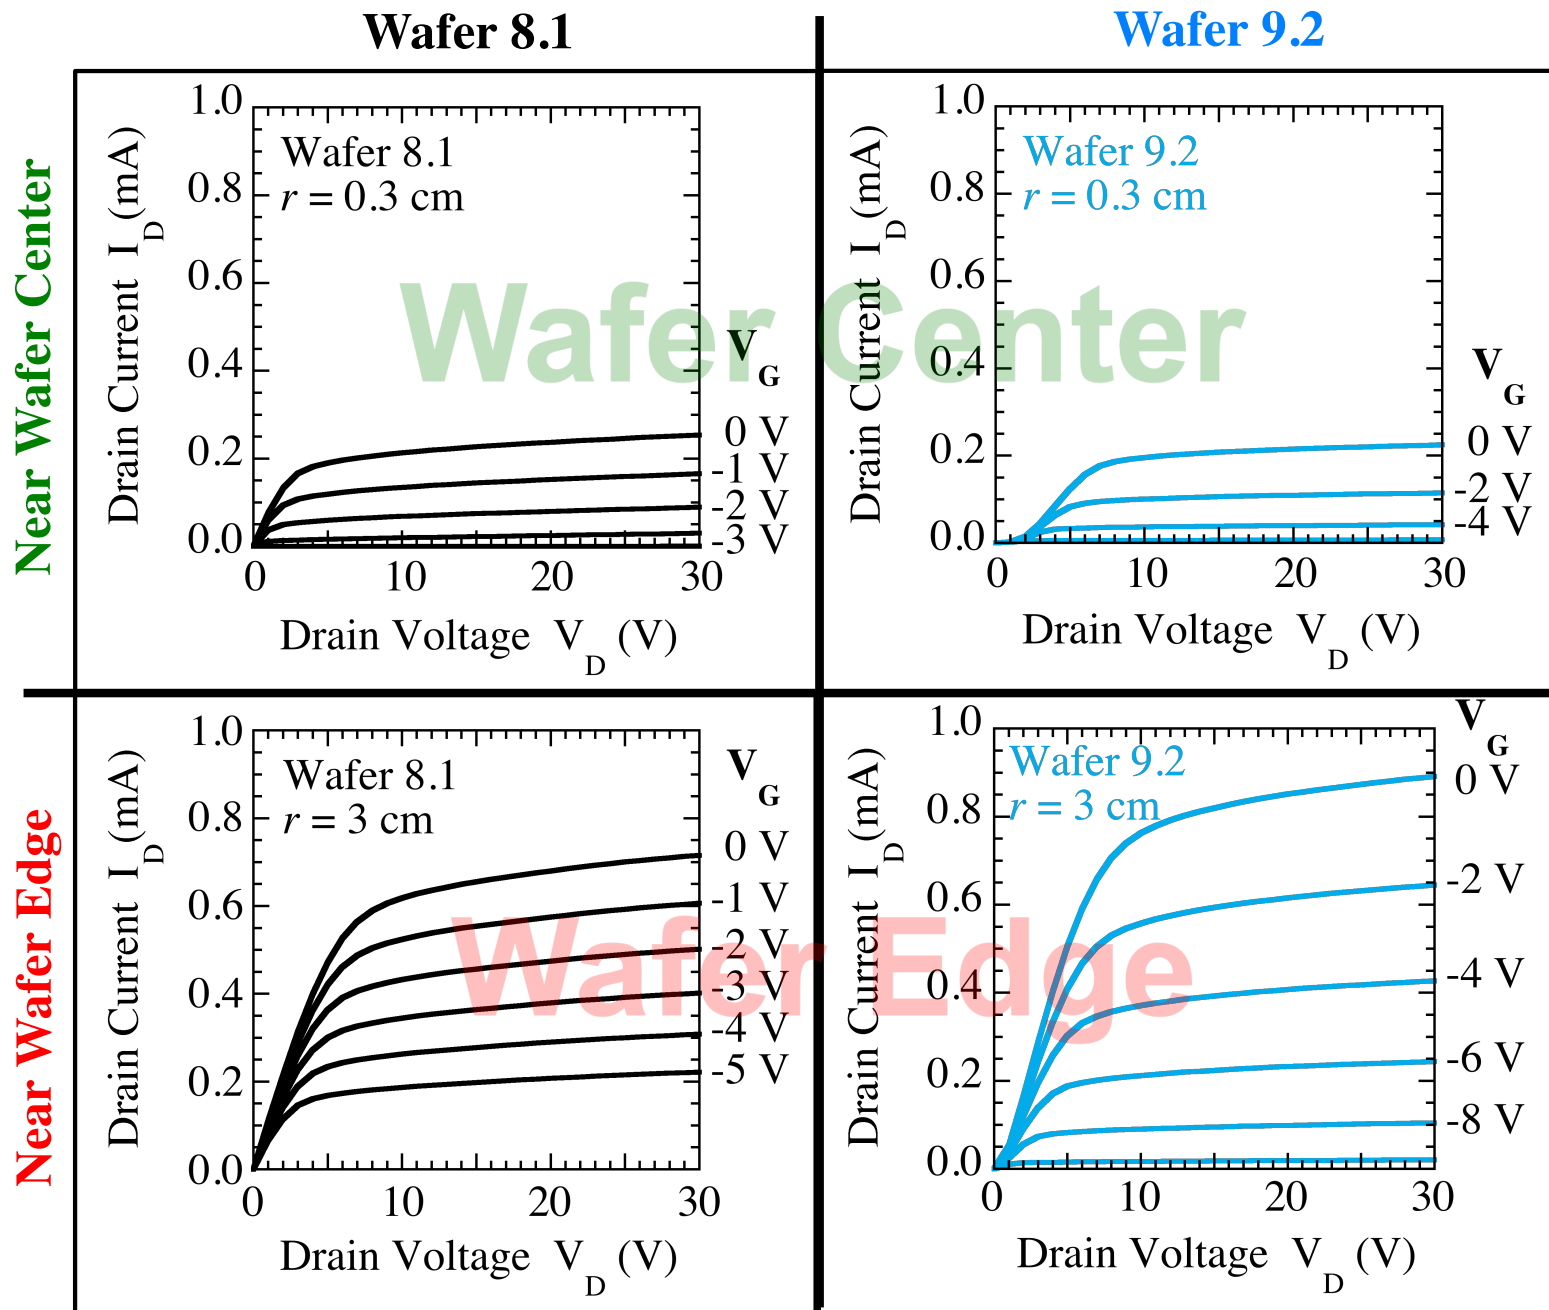 Wafer 8.1
Wafer 9.2
Near Wafer Center
Near Wafer Edge
Wafer Center
Wafer Edge
Drain Current I_D (mA)
1.0
0.8
0.6
0.4
0.2
0.0
Wafer 8.1
r = 0.3 cm
V_G
0 V
-1 V
-2 V
-3 V
0 10 20 30
Drain Voltage V_D (V)
Drain Current I_D (mA)
1.0
0.8
0.6
0.4
0.2
0.0
Wafer 9.2
r = 0.3 cm
V_G
0 V
-2 V
-4 V
0 10 20 30
Drain Voltage V_D (V)
Drain Current I_D (mA)
1.0
0.8
0.6
0.4
0.2
0.0
Wafer 8.1
r = 3 cm
V_G
0 V
-1 V
-2 V
-3 V
-4 V
-5 V
0 10 20 30
Drain Voltage V_D (V)
Drain Current I_D (mA)
1.0
0.8
0.6
0.4
0.2
0.0
Wafer 9.2
r = 3 cm
V_G
0 V
-2 V
-4 V
-6 V
-8 V
0 10 20 30
Drain Voltage V_D (V)